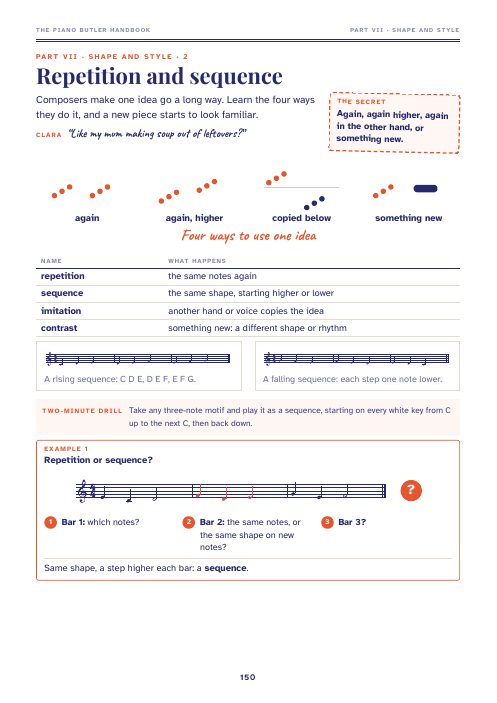 THE PIANO BUTLER HANDBOOK
PART VII · SHAPE AND STYLE
PART VII · SHAPE AND STYLE · 2
Repetition and sequence
Composers make one idea go a long way. Learn the four ways
they do it, and a new piece starts to look familiar.
CLARA "Like my mum making soup out of leftovers?"
THE SECRET
Again, again higher, again
in the other hand, or
something new.
again
again, higher
copied below
something new
Four ways to use one idea
NAME WHAT HAPPENS
repetition the same notes again
sequence the same shape, starting higher or lower
imitation another hand or voice copies the idea
contrast something new: a different shape or rhythm
A rising sequence: C D E, D E F, E F G.
A falling sequence: each step one note lower.
TWO-MINUTE DRILL Take any three-note motif and play it as a sequence, starting on every white key from C
up to the next C, then back down.
EXAMPLE 1
Repetition or sequence?
?
1 Bar 1: which notes?
2 Bar 2: the same notes, or
the same shape on new
notes?
3 Bar 3?
Same shape, a step higher each bar: a sequence.
150